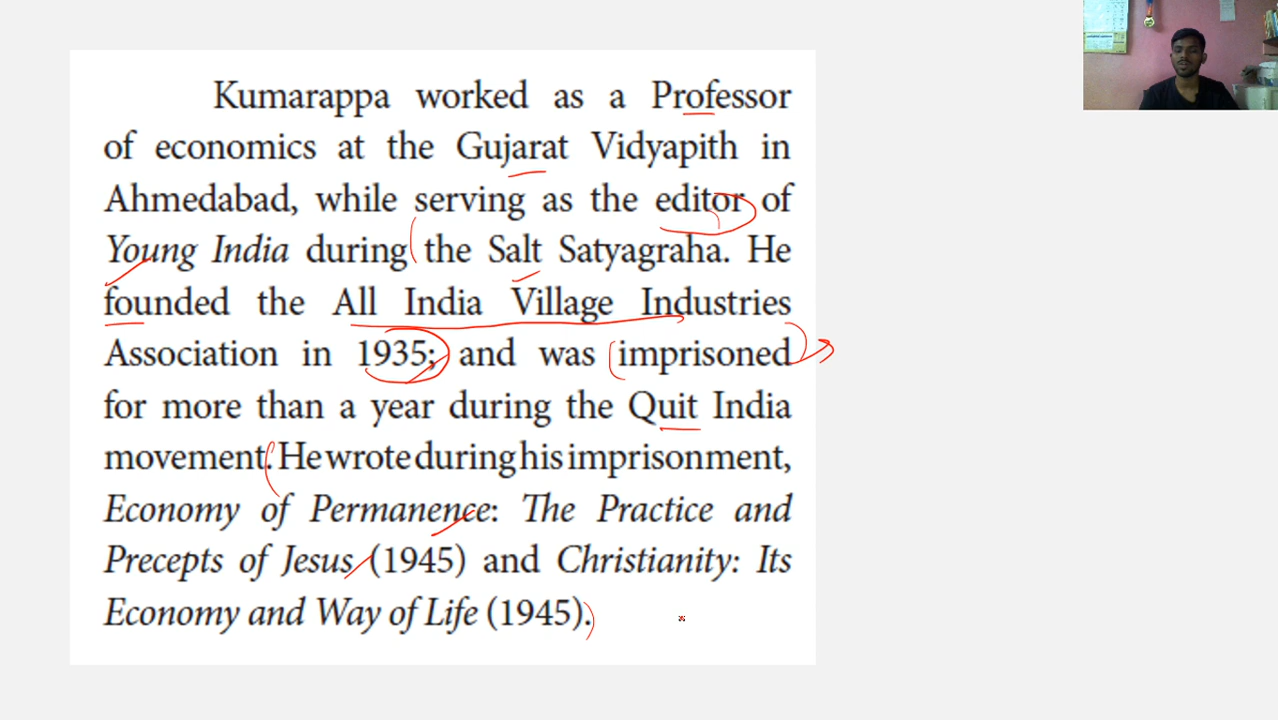 Kumarappa worked as a Professor
of economics at the Gujarat Vidyapith in
Ahmedabad, while serving as the editor of
Young India during the Salt Satyagraha. He
founded the All India Village Industries
Association in 1935; and was imprisoned
for more than a year during the Quit India
movement. He wrote during his imprisonment,
Economy of Permanence: The Practice and
Precepts of Jesus (1945) and Christianity: Its
Economy and Way of Life (1945).